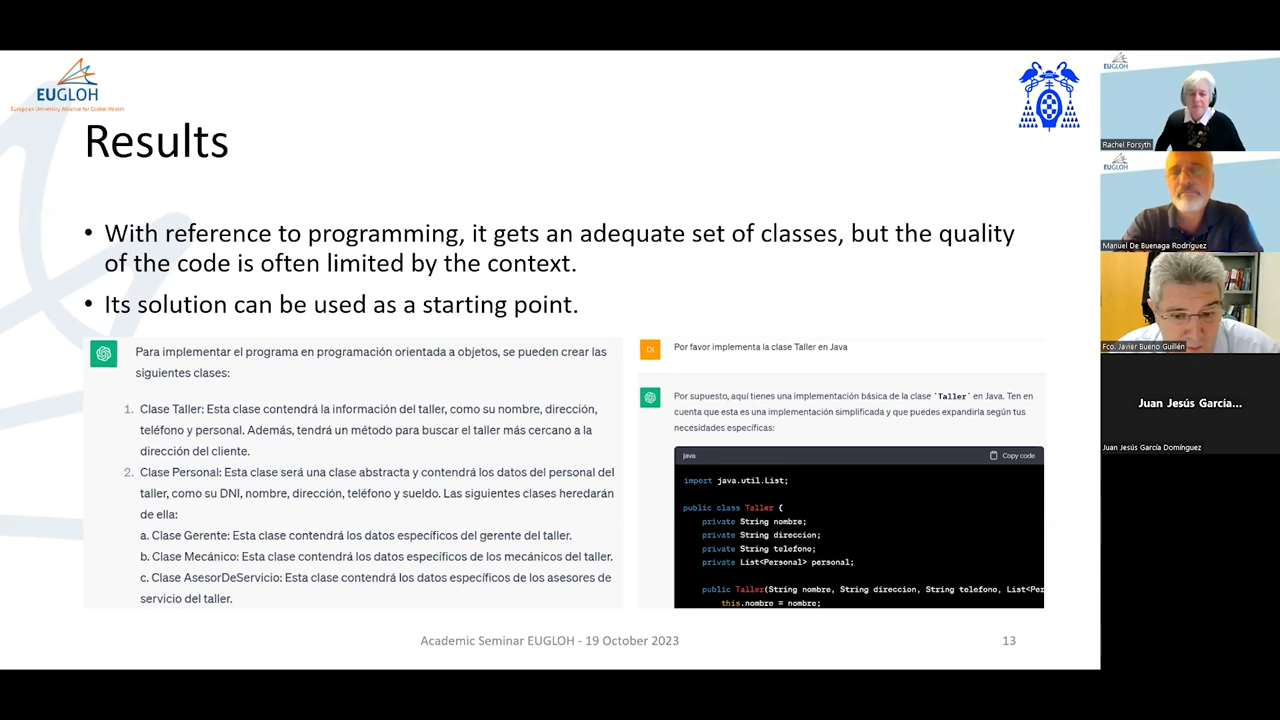 EUGLOH
European University Alliance for Global Health
Results
• With reference to programming, it gets an adequate set of classes, but the quality
of the code is often limited by the context.
• Its solution can be used as a starting point.
Para implementar el programa en programación orientada a objetos, se pueden crear las
siguientes clases:
1. Clase Taller: Esta clase contendrá la información del taller, como su nombre, dirección,
teléfono y personal. Además, tendrá un método para buscar el taller más cercano a la
dirección del cliente.
2. Clase Personal: Esta clase será una clase abstracta y contendrá los datos del personal del
taller, como su DNI, nombre, dirección, teléfono y sueldo. Las siguientes clases heredarán
de ella:
a. Clase Gerente: Esta clase contendrá los datos específicos del gerente del taller.
b. Clase Mecánico: Esta clase contendrá los datos específicos de los mecánicos del taller.
c. Clase AsesorDeServicio: Esta clase contendrá los datos específicos de los asesores de
servicio del taller.
DI
Por favor implementa la clase Taller en Java
Por supuesto, aquí tienes una implementación básica de la clase `Taller` en Java. Ten en
cuenta que esta es una implementación simplificada y que puedes expandirla según tus
necesidades específicas:
java
Copy code
import java.util.List;
public class Taller {
private String nombre;
private String direccion;
private String telefono;
private List<Personal> personal;
public Taller(String nombre, String direccion, String telefono, List<Per
this.nombre = nombre;
Academic Seminar EUGLOH - 19 October 2023
13
EUGLOH
Rachel Forsyth
EUGLOH
Manuel De Buenaga Rodríguez
Fco. Javier Bueno Guillén
Juan Jesús García...
Juan Jesús García Domínguez